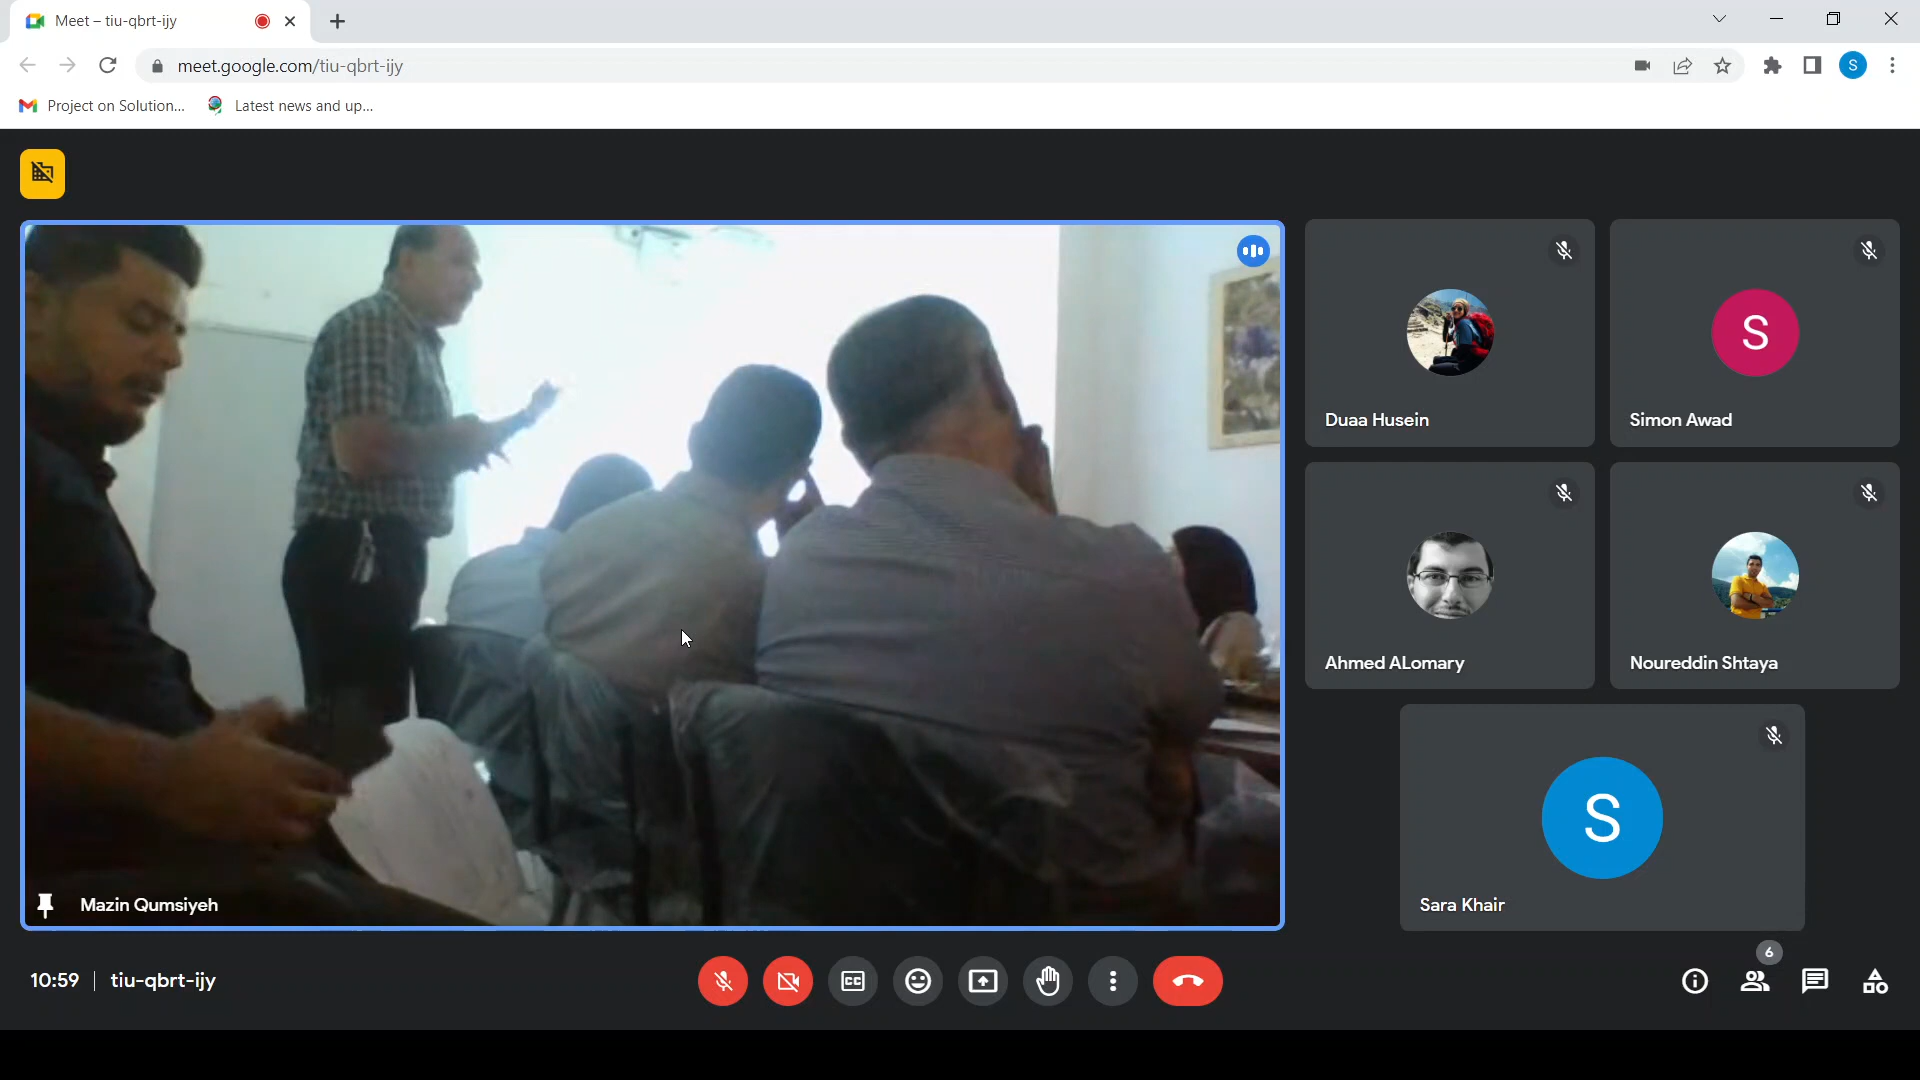 Meet – tiu-qbrt-ijy
meet.google.com/tiu-qbrt-ijy
S
Project on Solution...
Latest news and up...
Duaa Husein
S
Simon Awad
Ahmed ALomary
Noureddin Shtaya
S
Sara Khair
Mazin Qumsiyeh
10:59 | tiu-qbrt-ijy
CC
6